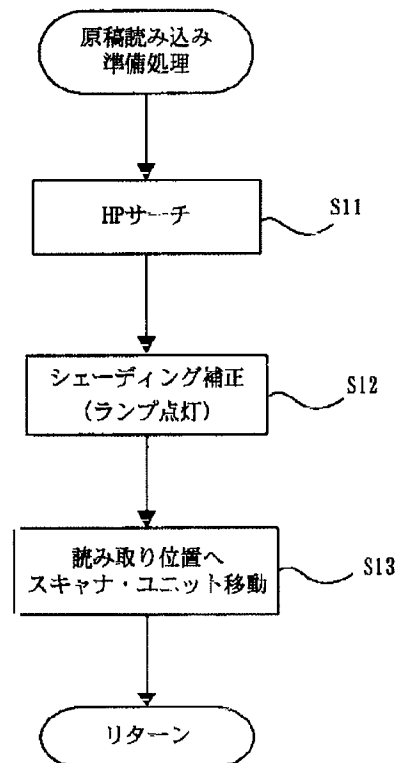 原稿読み込み
準備処理
HPサーチ
S11
シェーディング補正
(ランプ点灯)
S12
読み取り位置へ
スキャナ・ユニット移動
S13
リターン